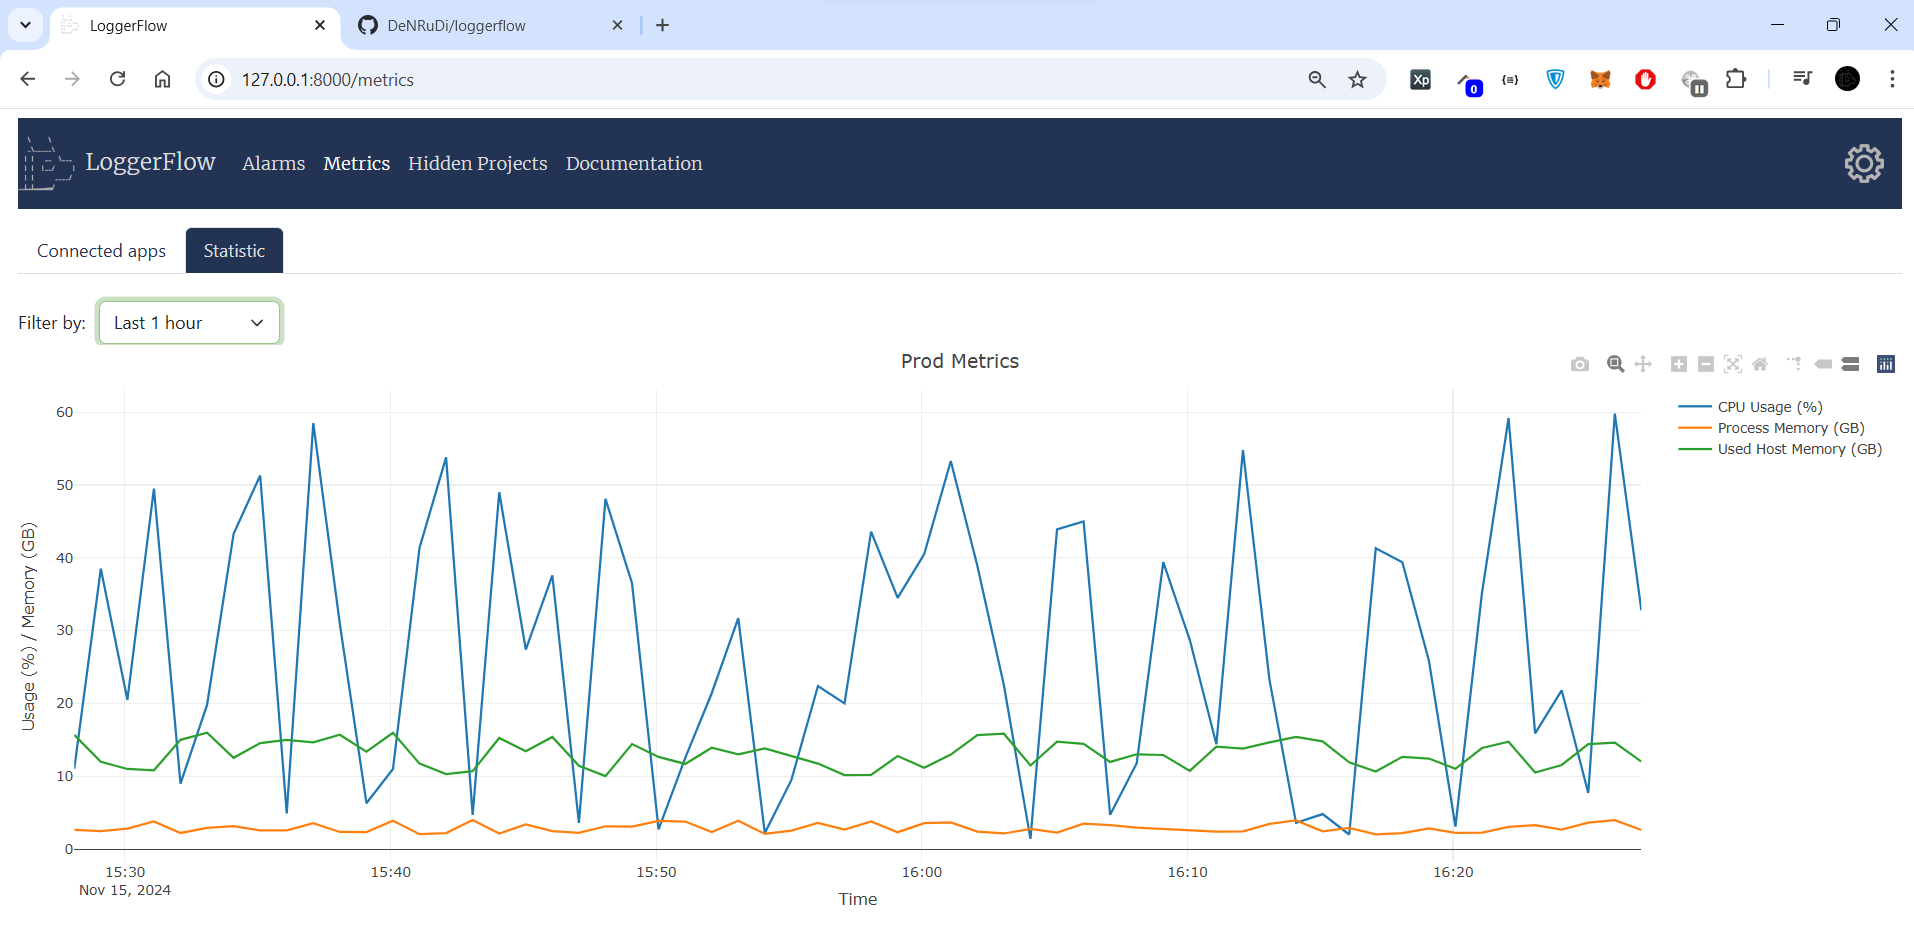 LoggerFlow
DeNRuDi/loggerflow
127.0.0.1:8000/metrics
Xp
0
{≡}
LoggerFlow
Alarms
Metrics
Hidden Projects
Documentation
Connected apps
Statistic
Filter by:
Last 1 hour
Prod Metrics
CPU Usage (%)
Process Memory (GB)
Used Host Memory (GB)
Usage (%) / Memory (GB)
60
50
40
30
20
10
0
15:30
Nov 15, 2024
15:40
15:50
16:00
16:10
16:20
Time